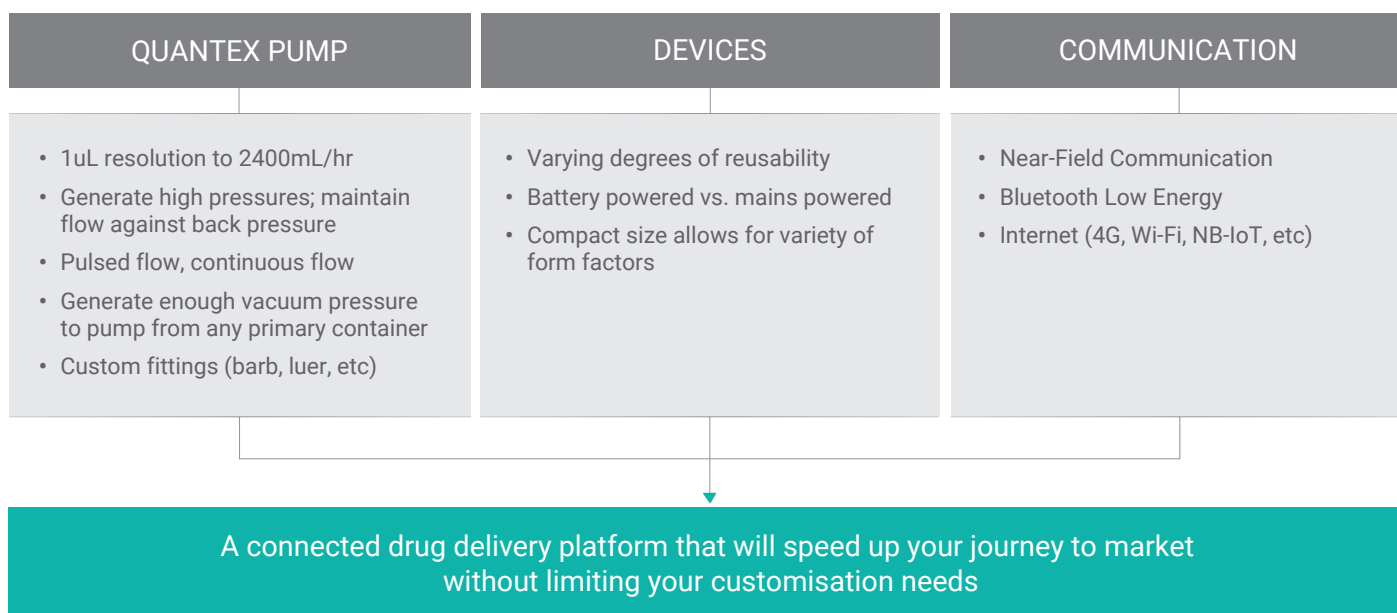 QUANTEX PUMP
• 1uL resolution to 2400mL/hr
• Generate high pressures; maintain
flow against back pressure
• Pulsed flow, continuous flow
• Generate enough vacuum pressure
to pump from any primary container
• Custom fittings (barb, luer, etc)
DEVICES
• Varying degrees of reusability
• Battery powered vs. mains powered
• Compact size allows for variety of
form factors
COMMUNICATION
• Near-Field Communication
• Bluetooth Low Energy
• Internet (4G, Wi-Fi, NB-IoT, etc)
A connected drug delivery platform that will speed up your journey to market
without limiting your customisation needs